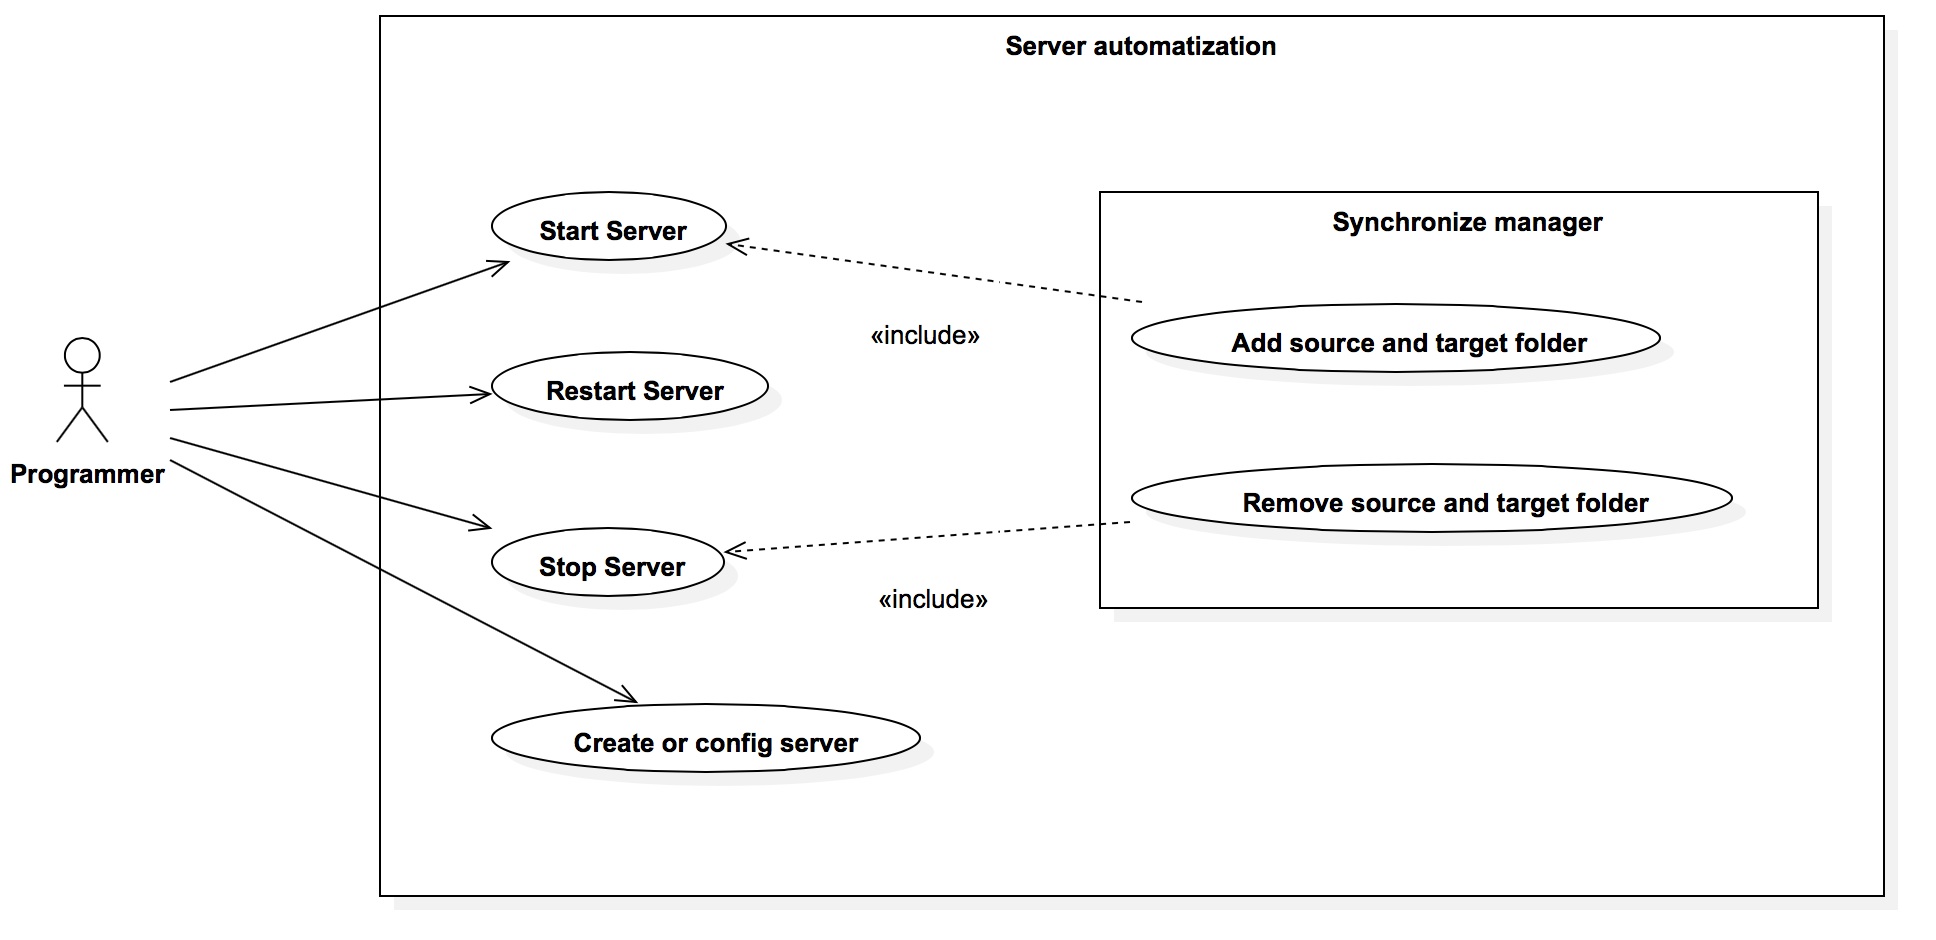 Server automatization
Synchronize manager
Start Server
Add source and target folder
«include»
Restart Server
Programmer
Remove source and target folder
Stop Server
«include»
Create or config server